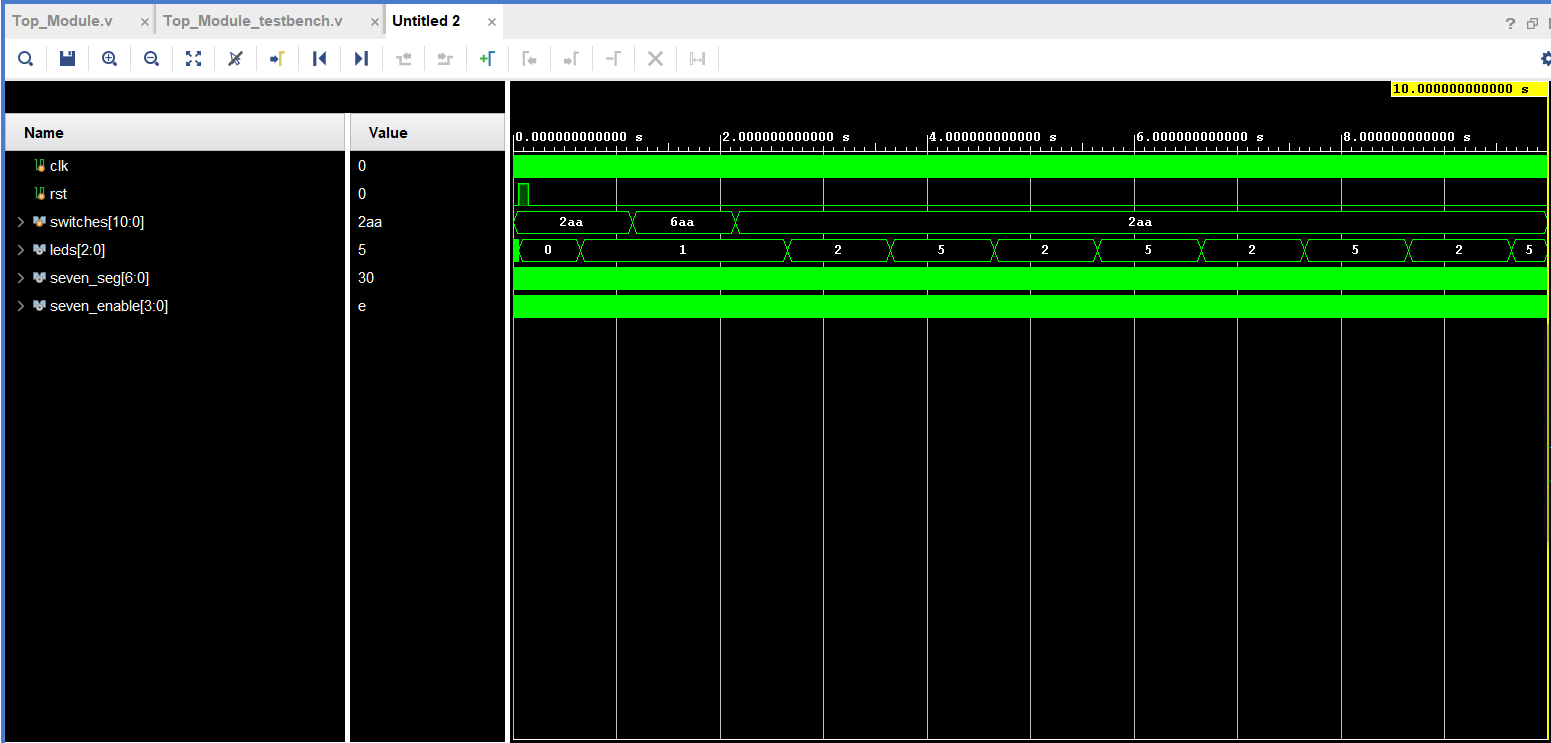 Top_Module.v × Top_Module_testbench.v × Untitled 2 ×
?
10.000000000000 s
Name Value
0.000000000000 s 2.000000000000 s 4.000000000000 s 6.000000000000 s 8.000000000000 s
clk 0
rst 0
switches[10:0] 2aa 2aa 6aa 2aa
leds[2:0] 5 0 1 2 5 2 5 2 5 2 5
seven_seg[6:0] 30
seven_enable[3:0] e